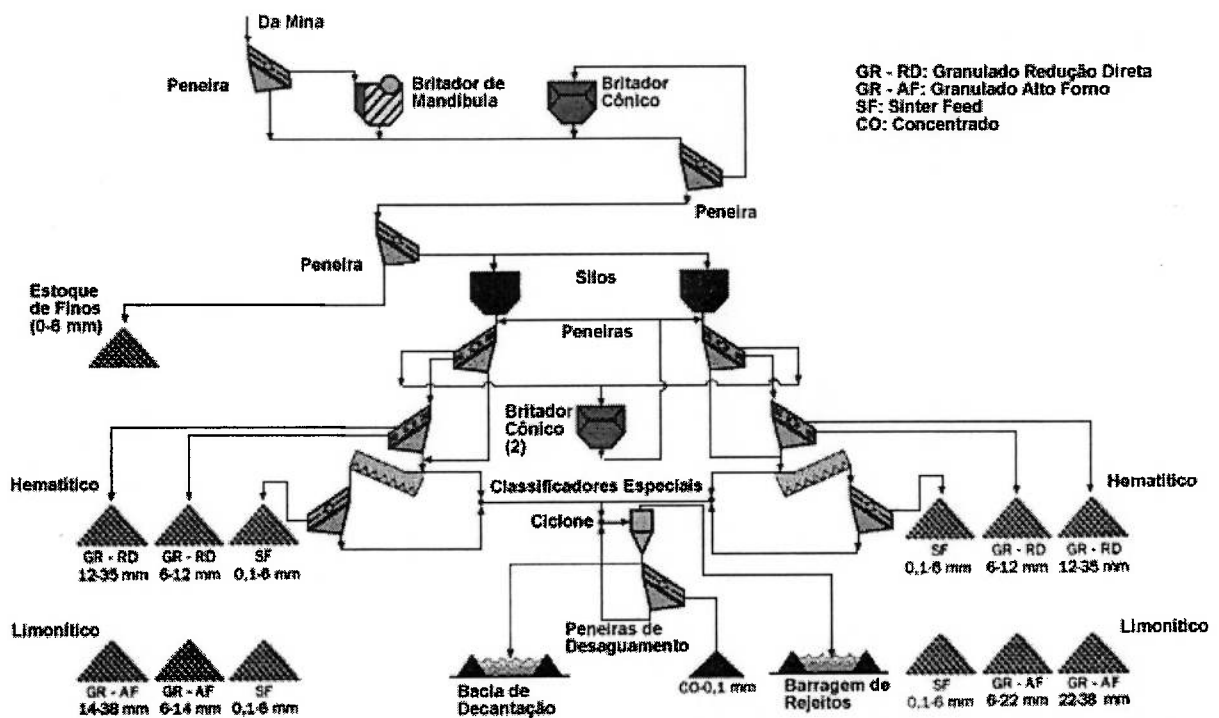 Da Mina
Peneira
Britador de
Mandíbula
Britador
Cônico
GR - RD: Granulado Redução Direta
GR - AF: Granulado Alto Forno
SF: Sinter Feed
CO: Concentrado
Peneira
Peneira
Silos
Estoque
de Finos
(0-6 mm)
Peneiras
Britador
Cônico
(2)
Hematítico
Classificadores Especiais
Hematítico
Ciclone
GR - RD
12-35 mm
GR - RD
6-12 mm
SF
0,1-6 mm
SF
0,1-6 mm
GR - RD
6-12 mm
GR - RD
12-35 mm
Limonítico
Peneiras de
Desaguamento
Limonítico
GR - AF
14-38 mm
GR - AF
6-14 mm
SF
0,1-6 mm
Bacia de
Decantação
CO-0,1 mm
Barragem de
Rejeitos
SF
0,1-6 mm
GR - AF
6-22 mm
GR - AF
22-38 mm